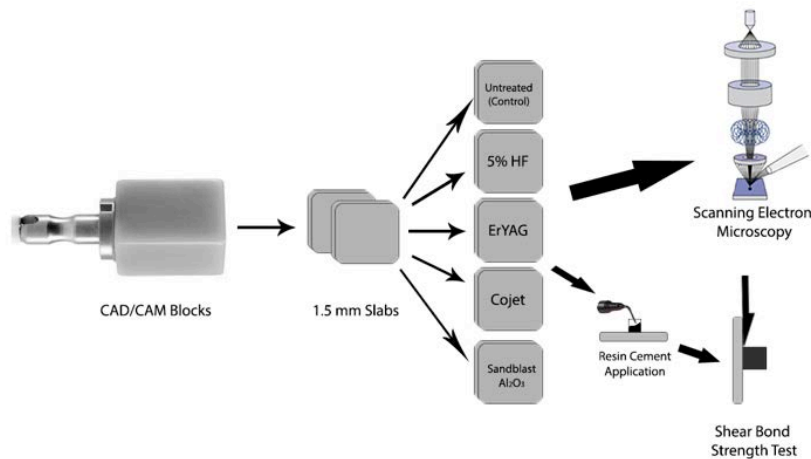 CAD/CAM Blocks
1.5 mm Slabs
Untreated
(Control)
5% HF
ErYAG
Cojet
Sandblast
Al₂O₃
Scanning Electron
Microscopy
Resin Cement
Application
Shear Bond
Strength Test